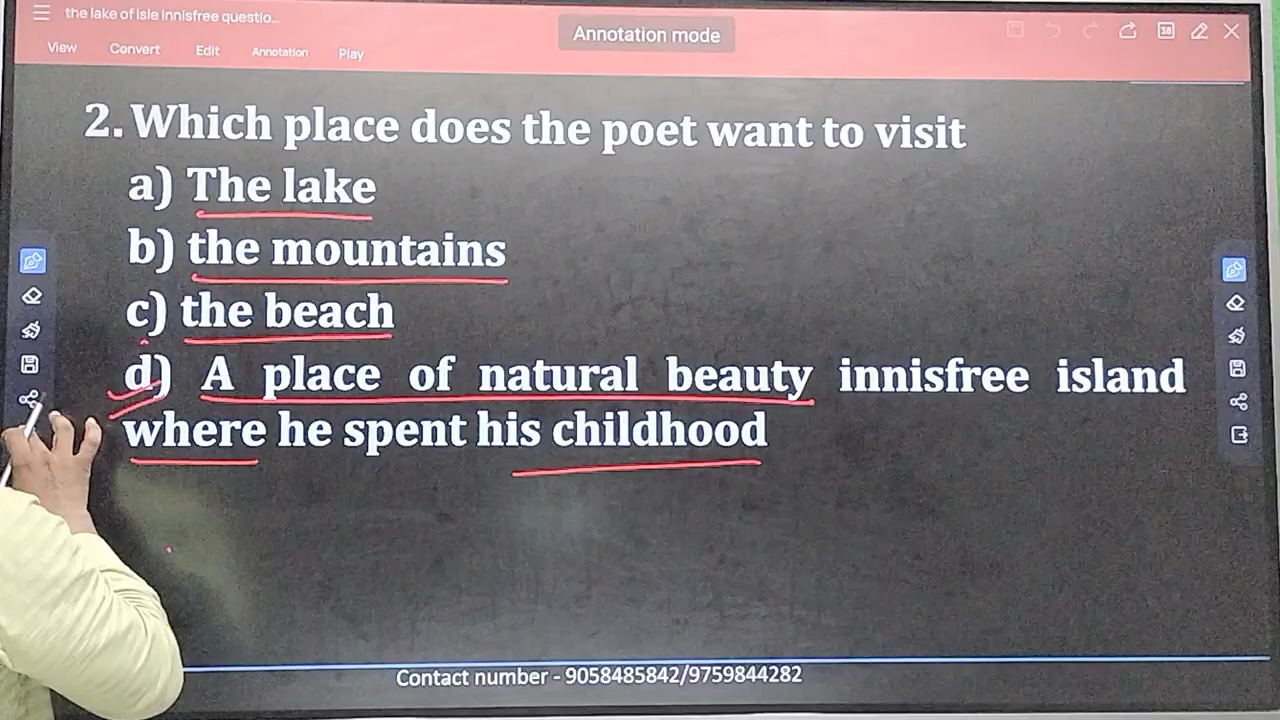 the lake of isle innisfree questio...
Annotation mode
View Convert Edit Annotation Play
2. Which place does the poet want to visit
a) The lake
b) the mountains
c) the beach
d) A place of natural beauty innisfree island
where he spent his childhood
Contact number - 9058485842/9759844282